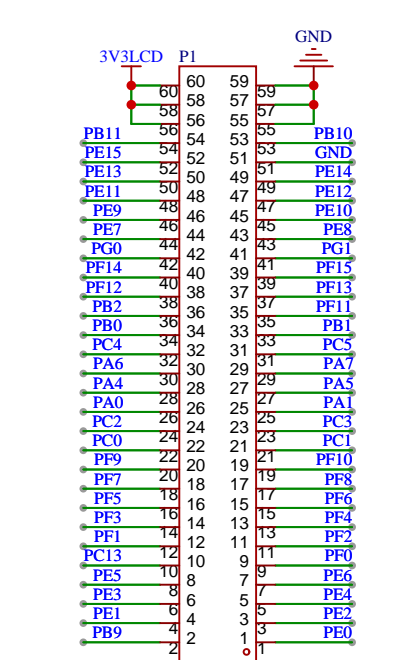 GND
3V3LCD P1
60 60 59 59
58 58 57 57
56 56 55 55
PB11 54 54 53 53 PB10
PE15 52 52 51 51 GND
PE13 50 50 49 49 PE14
PE11 48 48 47 47 PE12
PE9 46 46 45 45 PE10
PE7 44 44 43 43 PE8
PG0 42 42 41 41 PG1
PF14 40 40 39 39 PF15
PF12 38 38 37 37 PF13
PB2 36 36 35 35 PF11
PB0 34 34 33 33 PB1
PC4 32 32 31 31 PC5
PA6 30 30 29 29 PA7
PA4 28 28 27 27 PA5
PA0 26 26 25 25 PA1
PC2 24 24 23 23 PC3
PC0 22 22 21 21 PC1
PF9 20 20 19 19 PF10
PF7 18 18 17 17 PF8
PF5 16 16 15 15 PF6
PF3 14 14 13 13 PF4
PF1 12 12 11 11 PF2
PC13 10 10 9 9 PF0
PE5 8 8 7 7 PE6
PE3 6 6 5 5 PE4
PE1 4 4 3 3 PE2
PB9 2 2 1 1 PE0